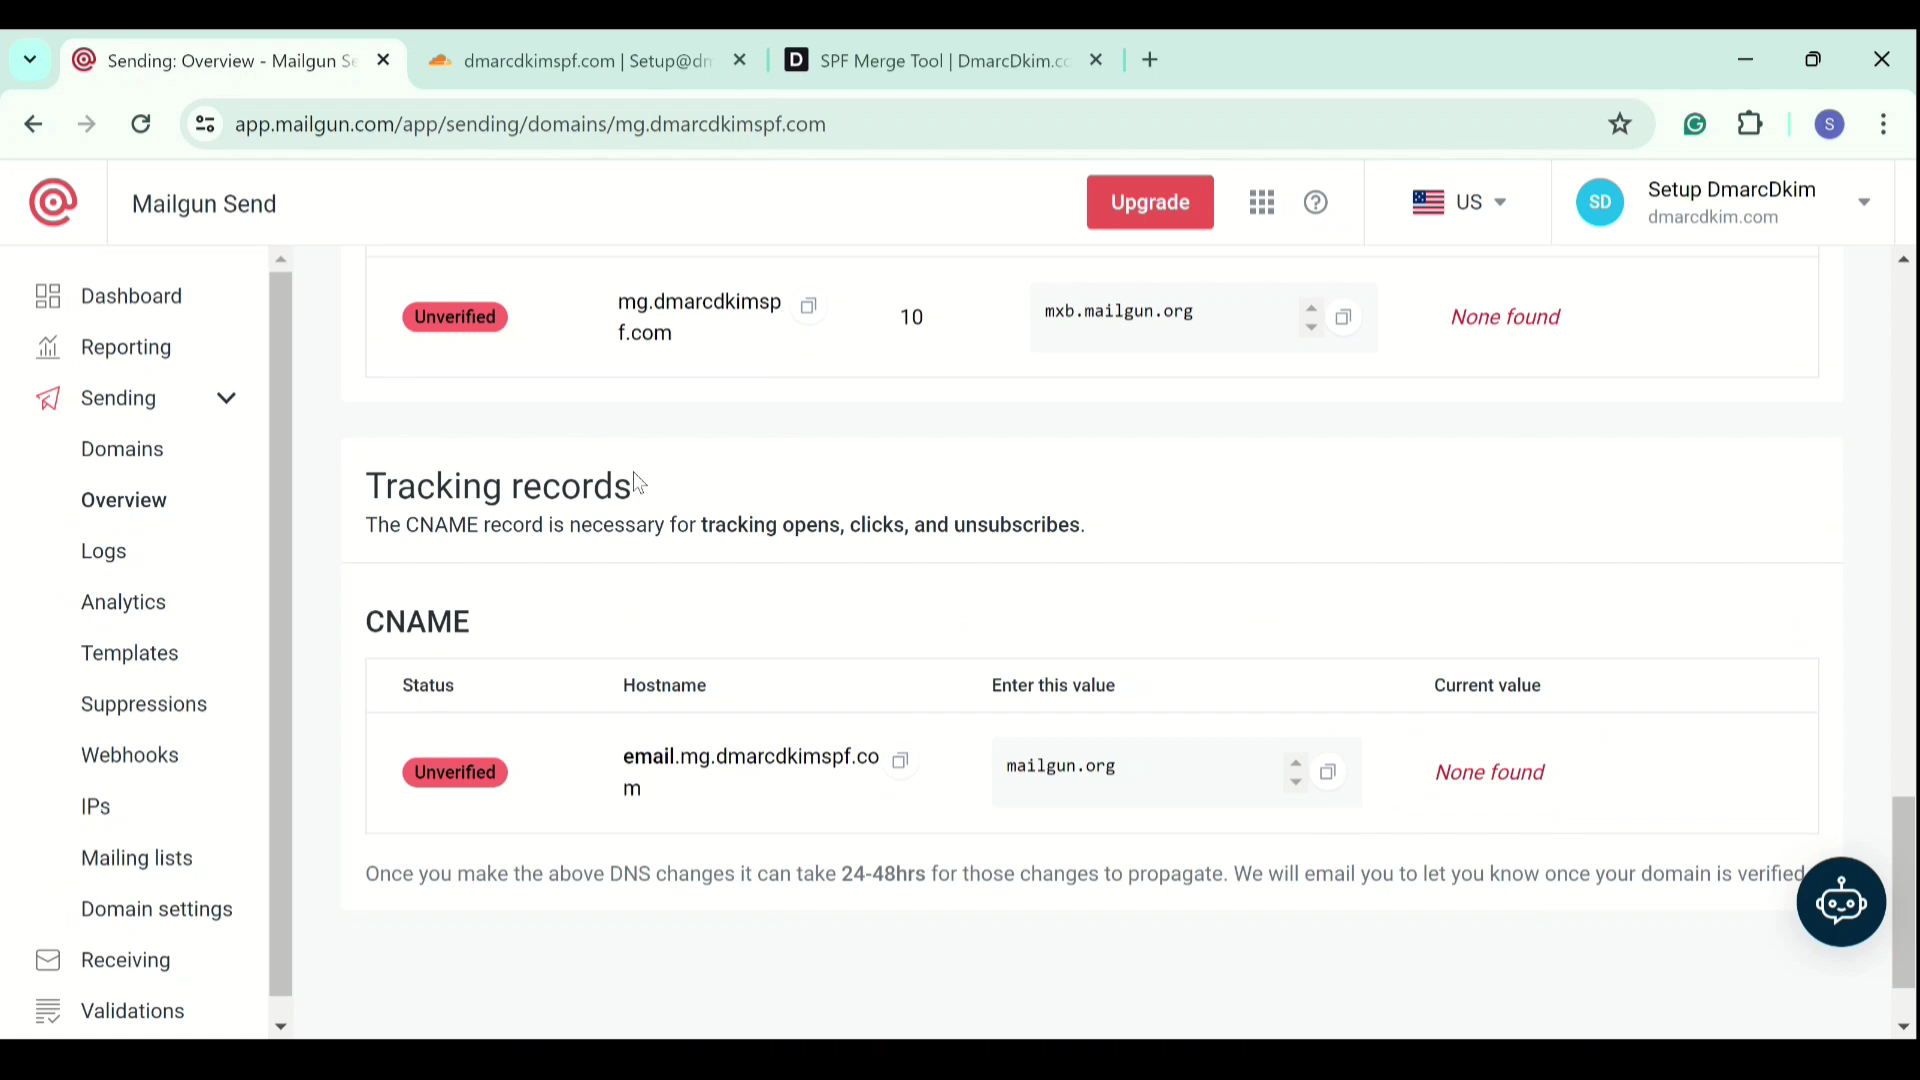 Sending: Overview - Mailgun Se
dmarcdkimspf.com | Setup@dm
D
SPF Merge Tool | DmarcDkim.co
app.mailgun.com/app/sending/domains/mg.dmarcdkimspf.com
S
Mailgun Send
Upgrade
US
SD
Setup DmarcDkim
dmarcdkim.com
Dashboard
Reporting
Sending
Domains
Overview
Logs
Analytics
Templates
Suppressions
Webhooks
IPs
Mailing lists
Domain settings
Receiving
Validations
Unverified
mg.dmarcdkimsp
f.com
10
mxb.mailgun.org
None found
Tracking records
The CNAME record is necessary for tracking opens, clicks, and unsubscribes.
CNAME
Status Hostname Enter this value Current value
Unverified
email.mg.dmarcdkimspf.co
m
mailgun.org
None found
Once you make the above DNS changes it can take 24-48hrs for those changes to propagate. We will email you to let you know once your domain is verified